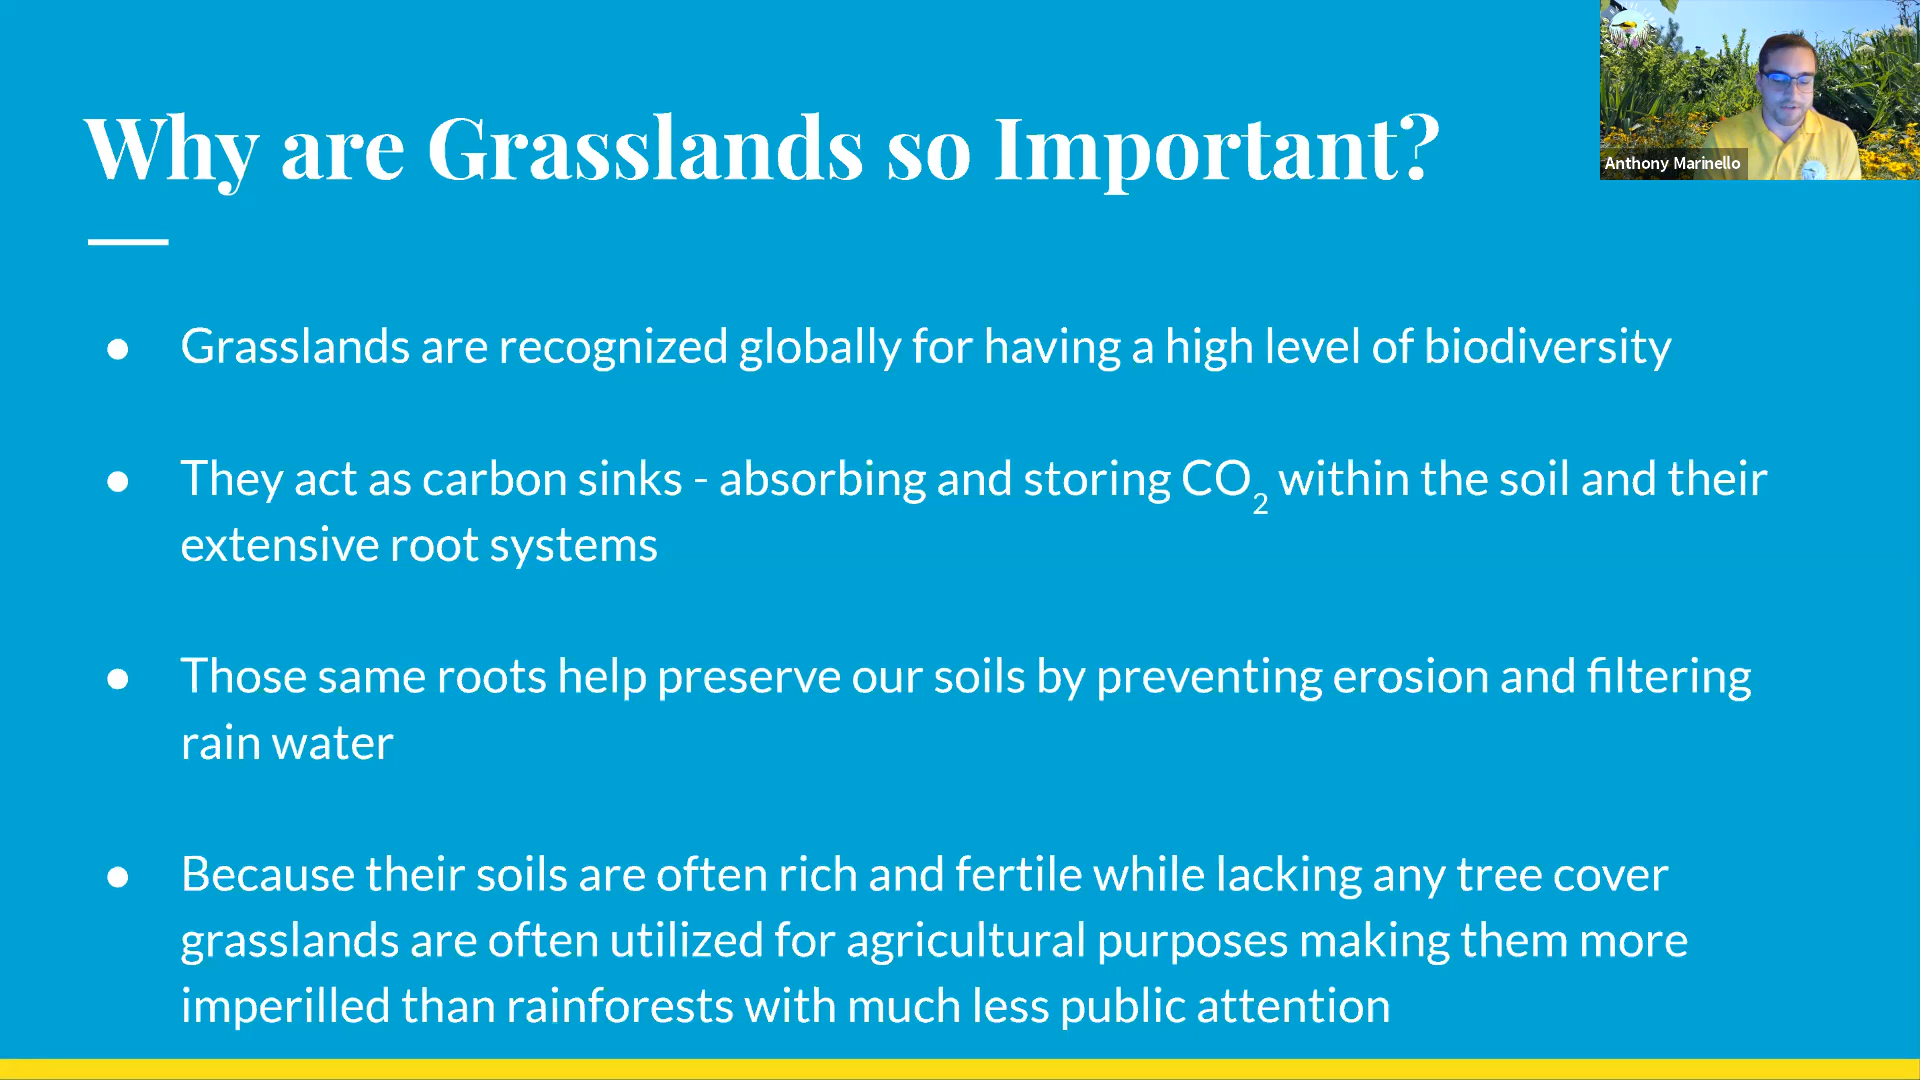 Why are Grasslands so Important?
Anthony Marinello
● Grasslands are recognized globally for having a high level of biodiversity
● They act as carbon sinks - absorbing and storing CO₂ within the soil and their
extensive root systems
● Those same roots help preserve our soils by preventing erosion and filtering
rain water
● Because their soils are often rich and fertile while lacking any tree cover
grasslands are often utilized for agricultural purposes making them more
imperilled than rainforests with much less public attention